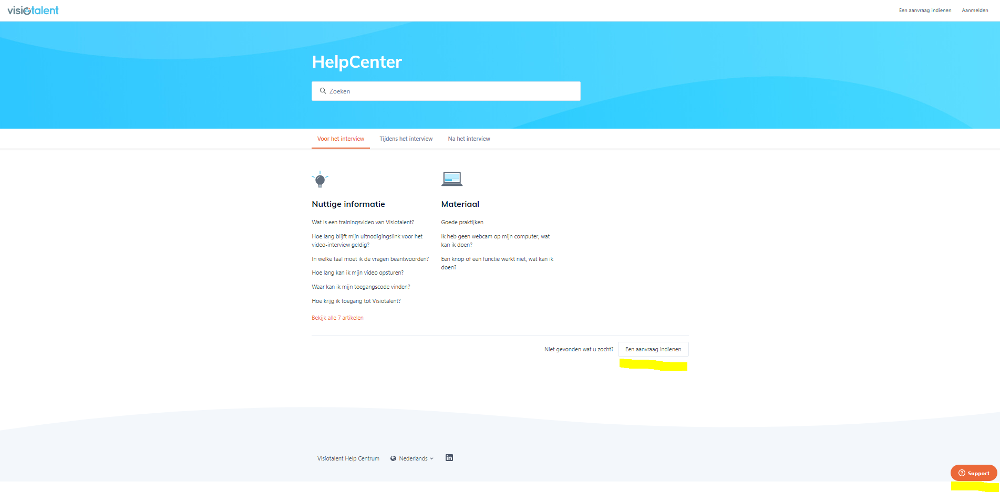 visiotalent
Een aanvraag indienen
Aanmelden
HelpCenter
Zoeken
Voor het interview
Tijdens het interview
Na het interview
Nuttige informatie
Wat is een trainingsvideo van Visiotalent?
Hoe lang blijft mijn uitnodigingslink voor het
video-interview geldig?
In welke taal moet ik de vragen beantwoorden?
Hoe lang kan ik mijn video opsturen?
Waar kan ik mijn toegangscode vinden?
Hoe krijg ik toegang tot Visiotalent?
Bekijk alle 7 artikelen
Materiaal
Goede praktijken
Ik heb geen webcam op mijn computer, wat
kan ik doen?
Een knop of een functie werkt niet, wat kan ik
doen?
Niet gevonden wat u zocht?
Een aanvraag indienen
Visiotalent Help Centrum
Nederlands
in
Support